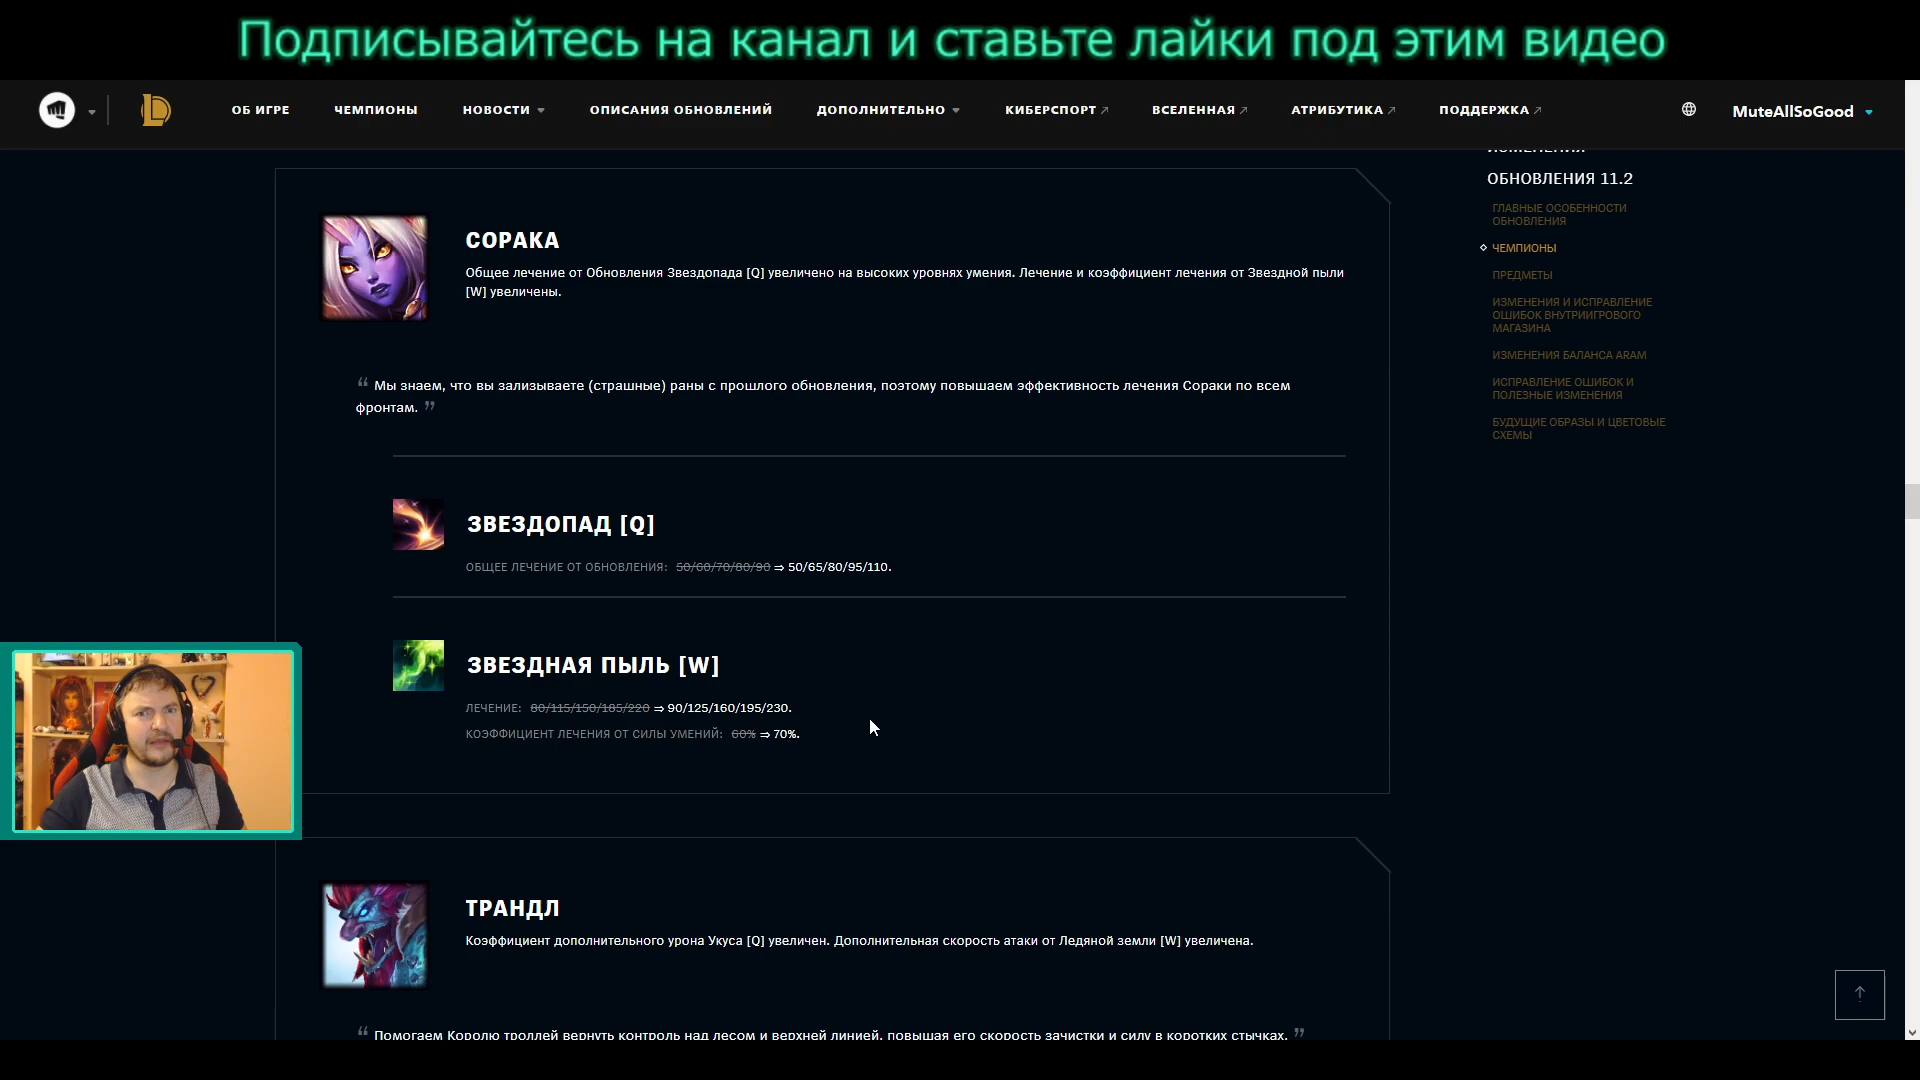 Подписывайтесь на канал и ставьте лайки под этим видео
ОБ ИГРЕ ЧЕМПИОНЫ НОВОСТИ ОПИСАНИЯ ОБНОВЛЕНИЙ ДОПОЛНИТЕЛЬНО КИБЕРСПОРТ ВСЕЛЕННАЯ АТРИБУТИКА ПОДДЕРЖКА MuteAllSoGood
ИЗМЕНЕНИЯ
ОБНОВЛЕНИЯ 11.2
ГЛАВНЫЕ ОСОБЕННОСТИ
ОБНОВЛЕНИЯ
ЧЕМПИОНЫ
ПРЕДМЕТЫ
ИЗМЕНЕНИЯ И ИСПРАВЛЕНИЕ
ОШИБОК ВНУТРИИГРОВОГО
МАГАЗИНА
ИЗМЕНЕНИЯ БАЛАНСА ARAM
ИСПРАВЛЕНИЕ ОШИБОК И
ПОЛЕЗНЫЕ ИЗМЕНЕНИЯ
БУДУЩИЕ ОБРАЗЫ И ЦВЕТОВЫЕ
СХЕМЫ
СОРАКА
Общее лечение от Обновления Звездопада [Q] увеличено на высоких уровнях умения. Лечение и коэффициент лечения от Звездной пыли
[W] увеличены.
“ Мы знаем, что вы зализываете (страшные) раны с прошлого обновления, поэтому повышаем эффективность лечения Сораки по всем
фронтам. ”
ЗВЕЗДОПАД [Q]
ОБЩЕЕ ЛЕЧЕНИЕ ОТ ОБНОВЛЕНИЯ: 50/60/70/80/90 ⇒ 50/65/80/95/110.
ЗВЕЗДНАЯ ПЫЛЬ [W]
ЛЕЧЕНИЕ: 80/115/150/185/220 ⇒ 90/125/160/195/230.
КОЭФФИЦИЕНТ ЛЕЧЕНИЯ ОТ СИЛЫ УМЕНИЙ: 60% ⇒ 70%.
ТРАНДЛ
Коэффициент дополнительного урона Укуса [Q] увеличен. Дополнительная скорость атаки от Ледяной земли [W] увеличена.
“ Помогаем Королю троллей вернуть контроль над лесом и верхней линией, повышая его скорость зачистки и силу в коротких стычках. ”